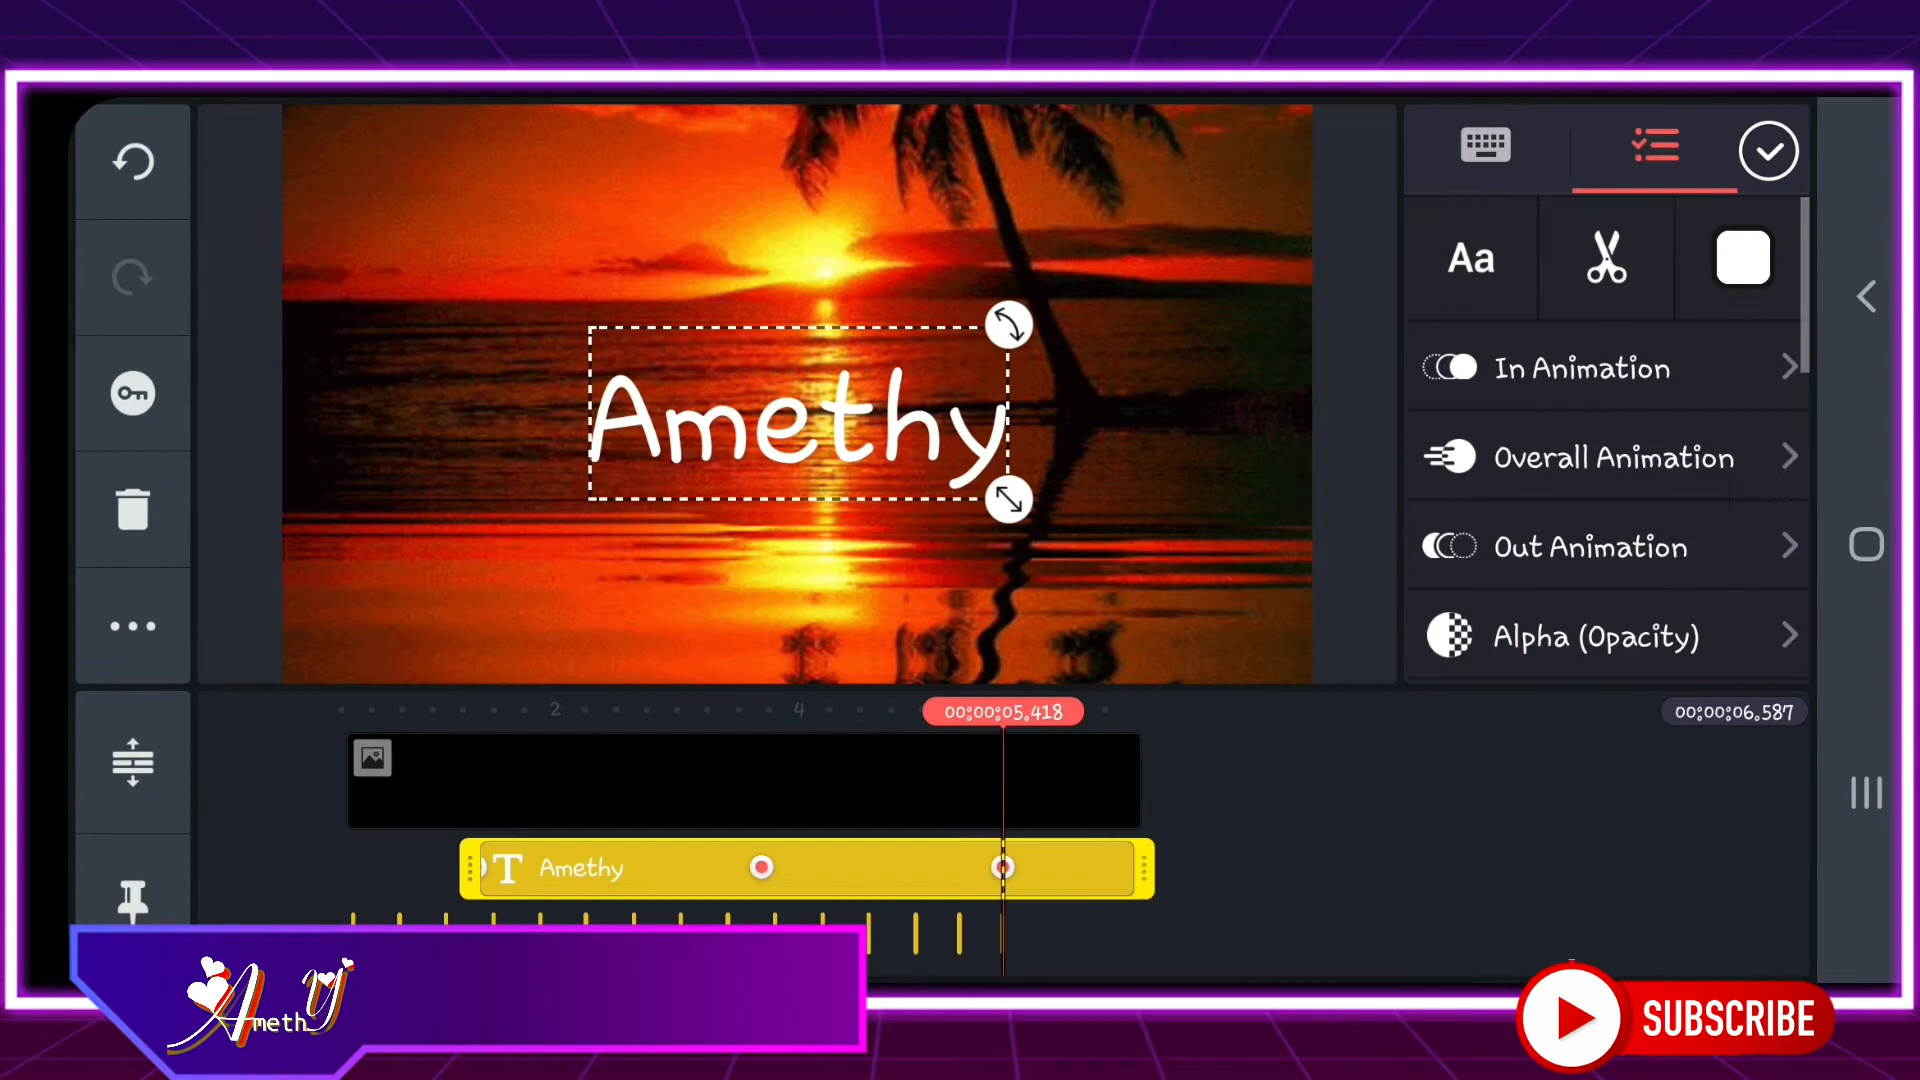 Aa
In Animation
Amethy
Overall Animation
Out Animation
Alpha (Opacity)
2
4
00:00:05.418
00:00:06.587
T Amethy
AmethY
SUBSCRIBE